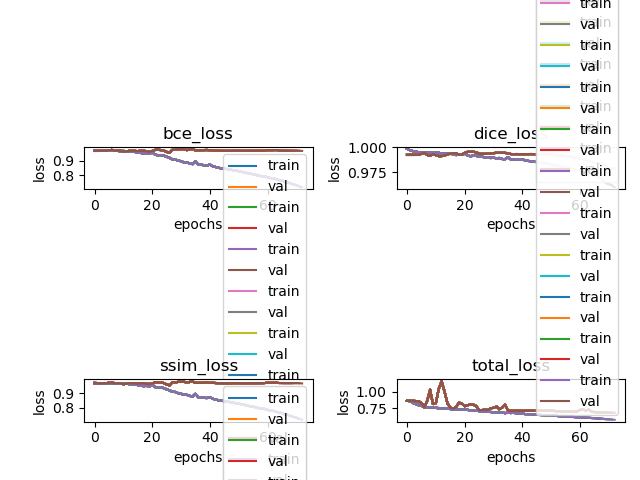 train
val
train
val
train
val
train
val
train
val
train
val
train
val
train
val
train
val
train
val
bce_loss
loss
0.9
0.8
0
20
40
60
epochs
train
val
train
val
train
val
train
val
train
val
train
dice_los
loss
1.000
0.975
0
20
40
60
epochs
ssim_loss
loss
0.9
0.8
0
20
40
epochs
train
val
train
val
total_loss
loss
1.00
0.75
0
20
40
60
epochs